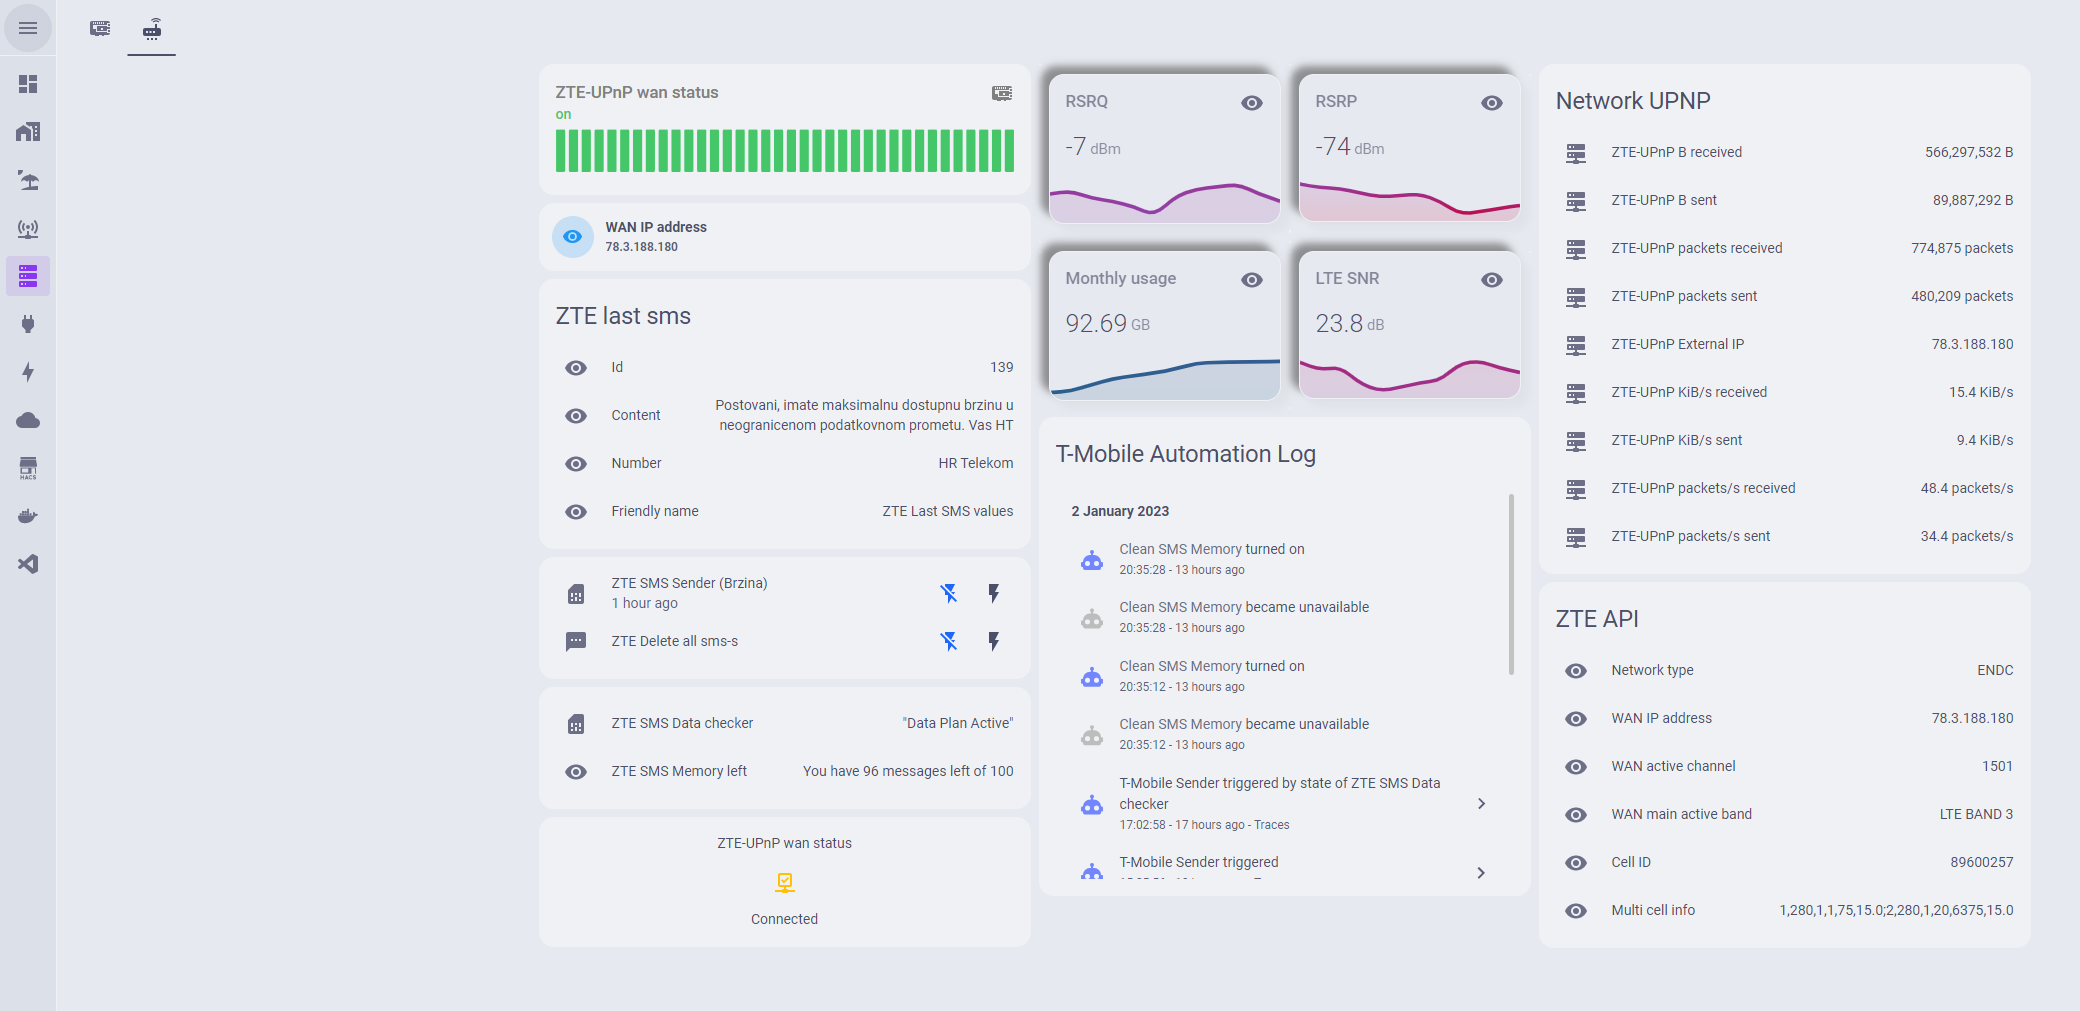 HACS
ZTE-UPnP wan status
on
WAN IP address
78.3.188.180
ZTE last sms
Id 139
Content Postovani, imate maksimalnu dostupnu brzinu u
neogranicenom podatkovnom prometu. Vas HT
Number HR Telekom
Friendly name ZTE Last SMS values
ZTE SMS Sender (Brzina)
1 hour ago
ZTE Delete all sms-s
ZTE SMS Data checker "Data Plan Active"
ZTE SMS Memory left You have 96 messages left of 100
ZTE-UPnP wan status
Connected
RSRQ
-7 dBm
RSRP
-74 dBm
Monthly usage
92.69 GB
LTE SNR
23.8 dB
T-Mobile Automation Log
2 January 2023
Clean SMS Memory turned on
20:35:28 - 13 hours ago
Clean SMS Memory became unavailable
20:35:28 - 13 hours ago
Clean SMS Memory turned on
20:35:12 - 13 hours ago
Clean SMS Memory became unavailable
20:35:12 - 13 hours ago
T-Mobile Sender triggered by state of ZTE SMS Data
checker
17:02:58 - 17 hours ago - Traces
T-Mobile Sender triggered
Network UPNP
ZTE-UPnP B received 566,297,532 B
ZTE-UPnP B sent 89,887,292 B
ZTE-UPnP packets received 774,875 packets
ZTE-UPnP packets sent 480,209 packets
ZTE-UPnP External IP 78.3.188.180
ZTE-UPnP KiB/s received 15.4 KiB/s
ZTE-UPnP KiB/s sent 9.4 KiB/s
ZTE-UPnP packets/s received 48.4 packets/s
ZTE-UPnP packets/s sent 34.4 packets/s
ZTE API
Network type ENDC
WAN IP address 78.3.188.180
WAN active channel 1501
WAN main active band LTE BAND 3
Cell ID 89600257
Multi cell info 1,280,1,1,75,15.0;2,280,1,20,6375,15.0